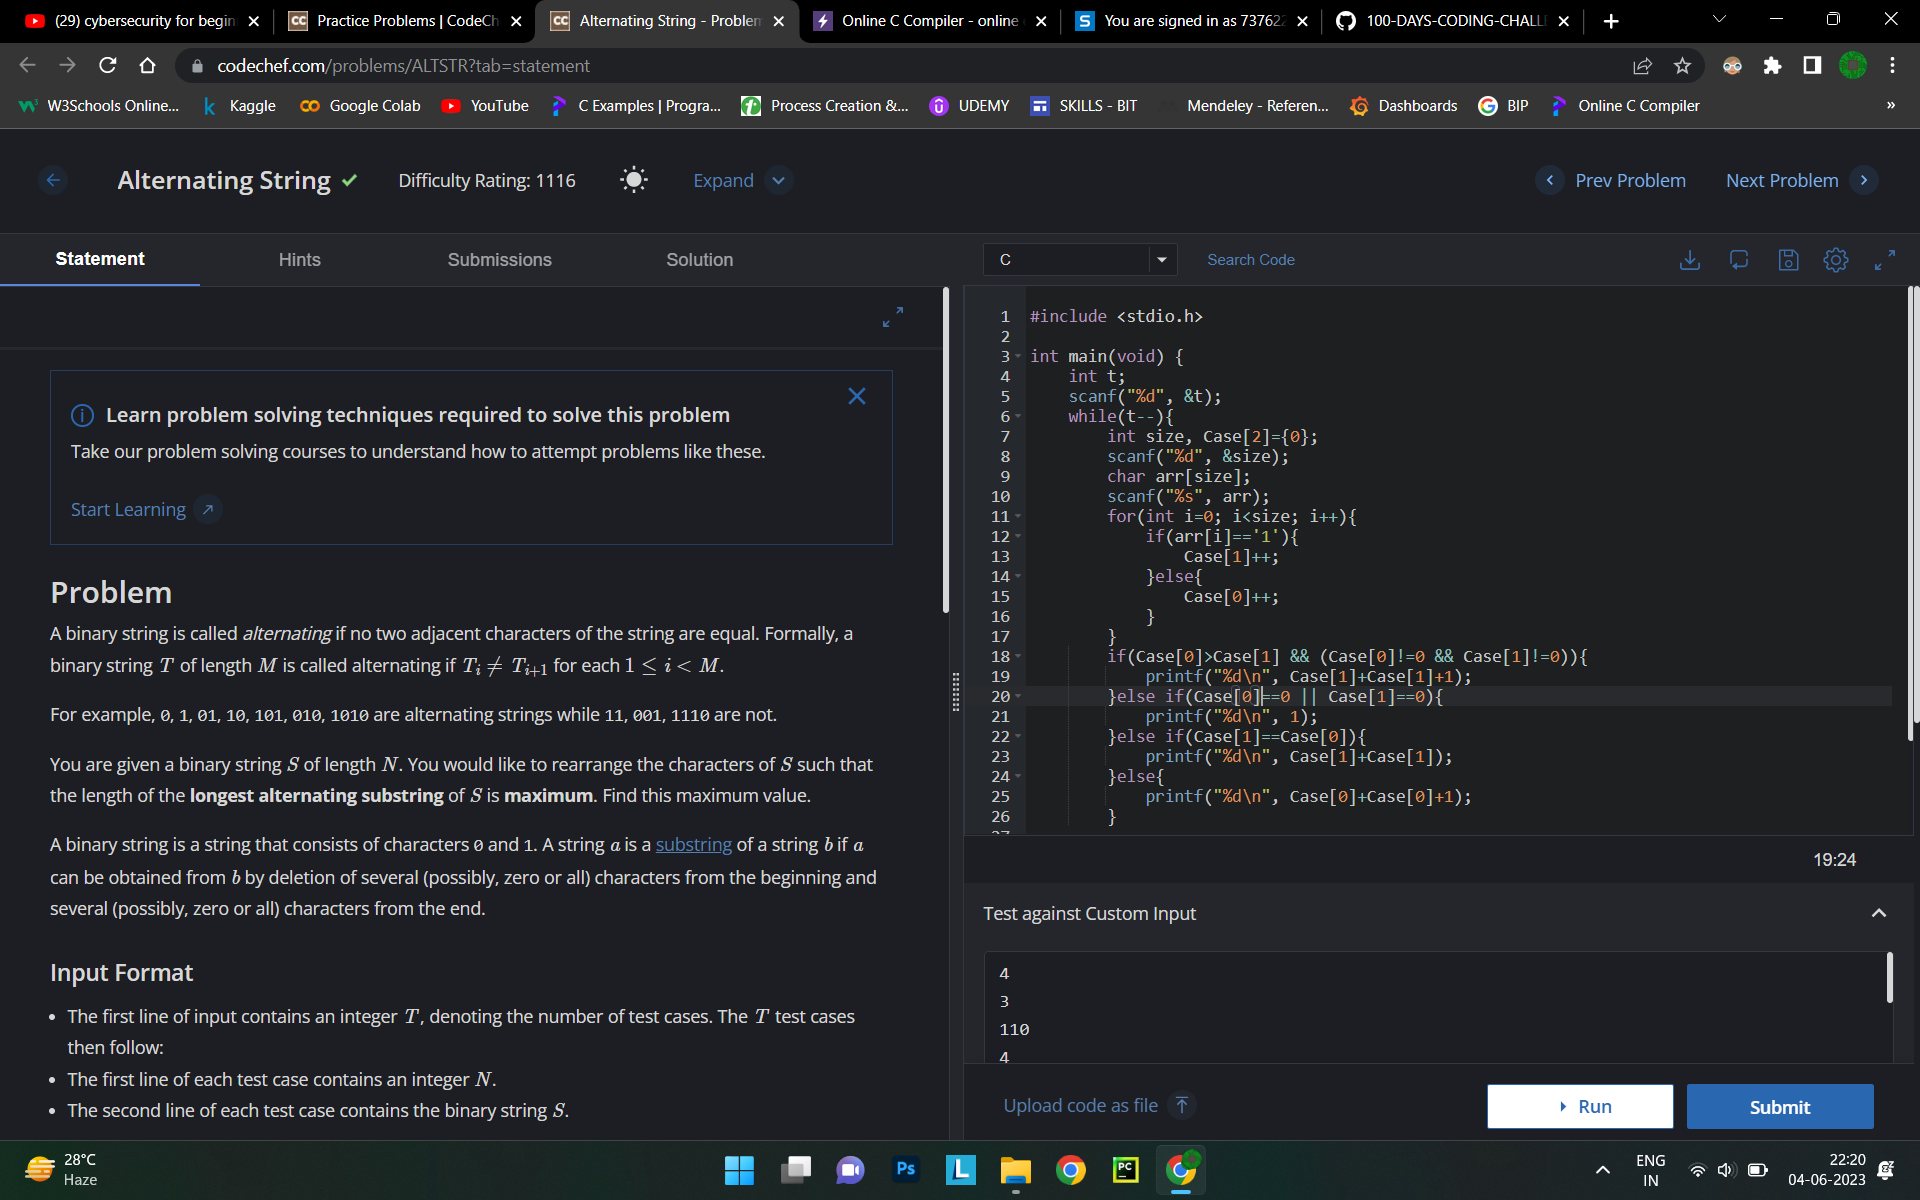 (29) cybersecurity for begin
Practice Problems | CodeCh
Alternating String - Problem
Online C Compiler - online
You are signed in as 73762
100-DAYS-CODING-CHALL
codechef.com/problems/ALTSTR?tab=statement
W3Schools Online...
Kaggle
Google Colab
YouTube
C Examples | Progra...
Process Creation &...
UDEMY
SKILLS - BIT
Mendeley - Referen...
Dashboards
BIP
Online C Compiler
»
Alternating String
Difficulty Rating: 1116
Expand
Prev Problem
Next Problem
Statement
Hints
Submissions
Solution
Learn problem solving techniques required to solve this problem
Take our problem solving courses to understand how to attempt problems like these.
Start Learning
Problem
A binary string is called alternating if no two adjacent characters of the string are equal. Formally, a
binary string T of length M is called alternating if Tᵢ ≠ Tᵢ₊₁ for each 1 ≤ i < M.
For example, 0, 1, 01, 10, 101, 010, 1010 are alternating strings while 11, 001, 1110 are not.
You are given a binary string S of length N. You would like to rearrange the characters of S such that
the length of the longest alternating substring of S is maximum. Find this maximum value.
A binary string is a string that consists of characters 0 and 1. A string a is a substring of a string b if a
can be obtained from b by deletion of several (possibly, zero or all) characters from the beginning and
several (possibly, zero or all) characters from the end.
Input Format
• The first line of input contains an integer T, denoting the number of test cases. The T test cases
then follow:
• The first line of each test case contains an integer N.
• The second line of each test case contains the binary string S.
C
Search Code
1 #include <stdio.h>
2
3 int main(void) {
4 int t;
5 scanf("%d", &t);
6 while(t--){
7 int size, Case[2]={0};
8 scanf("%d", &size);
9 char arr[size];
10 scanf("%s", arr);
11 for(int i=0; i<size; i++){
12 if(arr[i]=='1'){
13 Case[1]++;
14 }else{
15 Case[0]++;
16 }
17 }
18 if(Case[0]>Case[1] && (Case[0]!=0 && Case[1]!=0)){
19 printf("%d\n", Case[1]+Case[1]+1);
20 }else if(Case[0]==0 || Case[1]==0){
21 printf("%d\n", 1);
22 }else if(Case[1]==Case[0]){
23 printf("%d\n", Case[1]+Case[1]);
24 }else{
25 printf("%d\n", Case[0]+Case[0]+1);
26 }
19:24
Test against Custom Input
4
3
110
4
Upload code as file
Run
Submit
28°C
Haze
Ps
L
PC
ENG
IN
22:20
04-06-2023